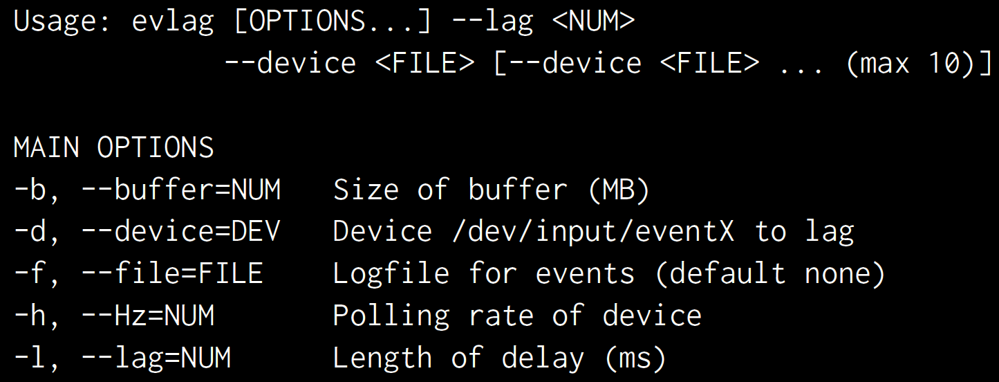 Usage: evlag [OPTIONS...] --lag <NUM>
--device <FILE> [--device <FILE> ... (max 10)]
MAIN OPTIONS
-b, --buffer=NUM Size of buffer (MB)
-d, --device=DEV Device /dev/input/eventX to lag
-f, --file=FILE Logfile for events (default none)
-h, --Hz=NUM Polling rate of device
-l, --lag=NUM Length of delay (ms)